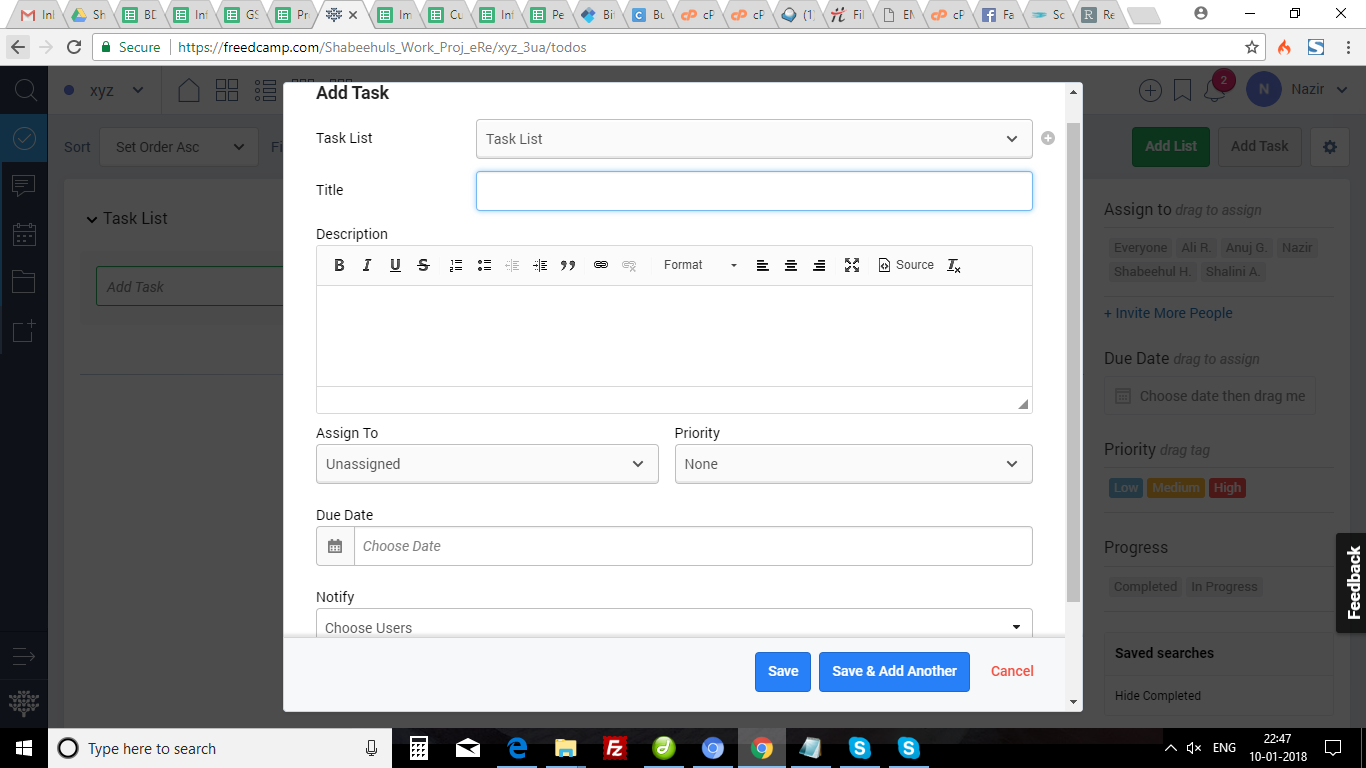 Inl
Sh
BD
Inf
GS
Pro
Im
Cu
Inf
Pe
Bit
Bu
cP
cP
(1)
Fil
EM
cP
Fa
Sc
Re
Secure https://freedcamp.com/Shabeehuls_Work_Proj_eRe/xyz_3ua/todos
xyz
2
N Nazir
Sort Set Order Asc
Add List Add Task
Task List
Add Task
Add Task
Task List Task List
Title
Description
B I U S Format Source
Assign To Priority
Unassigned None
Due Date
Choose Date
Notify
Choose Users
Save Save & Add Another Cancel
Assign to drag to assign
Everyone Ali R. Anuj G. Nazir
Shabeehul H. Shalini A.
+ Invite More People
Due Date drag to assign
Choose date then drag me
Priority drag tag
Low Medium High
Progress
Completed In Progress
Saved searches
Hide Completed
Feedback
Type here to search
ENG
22:47
10-01-2018